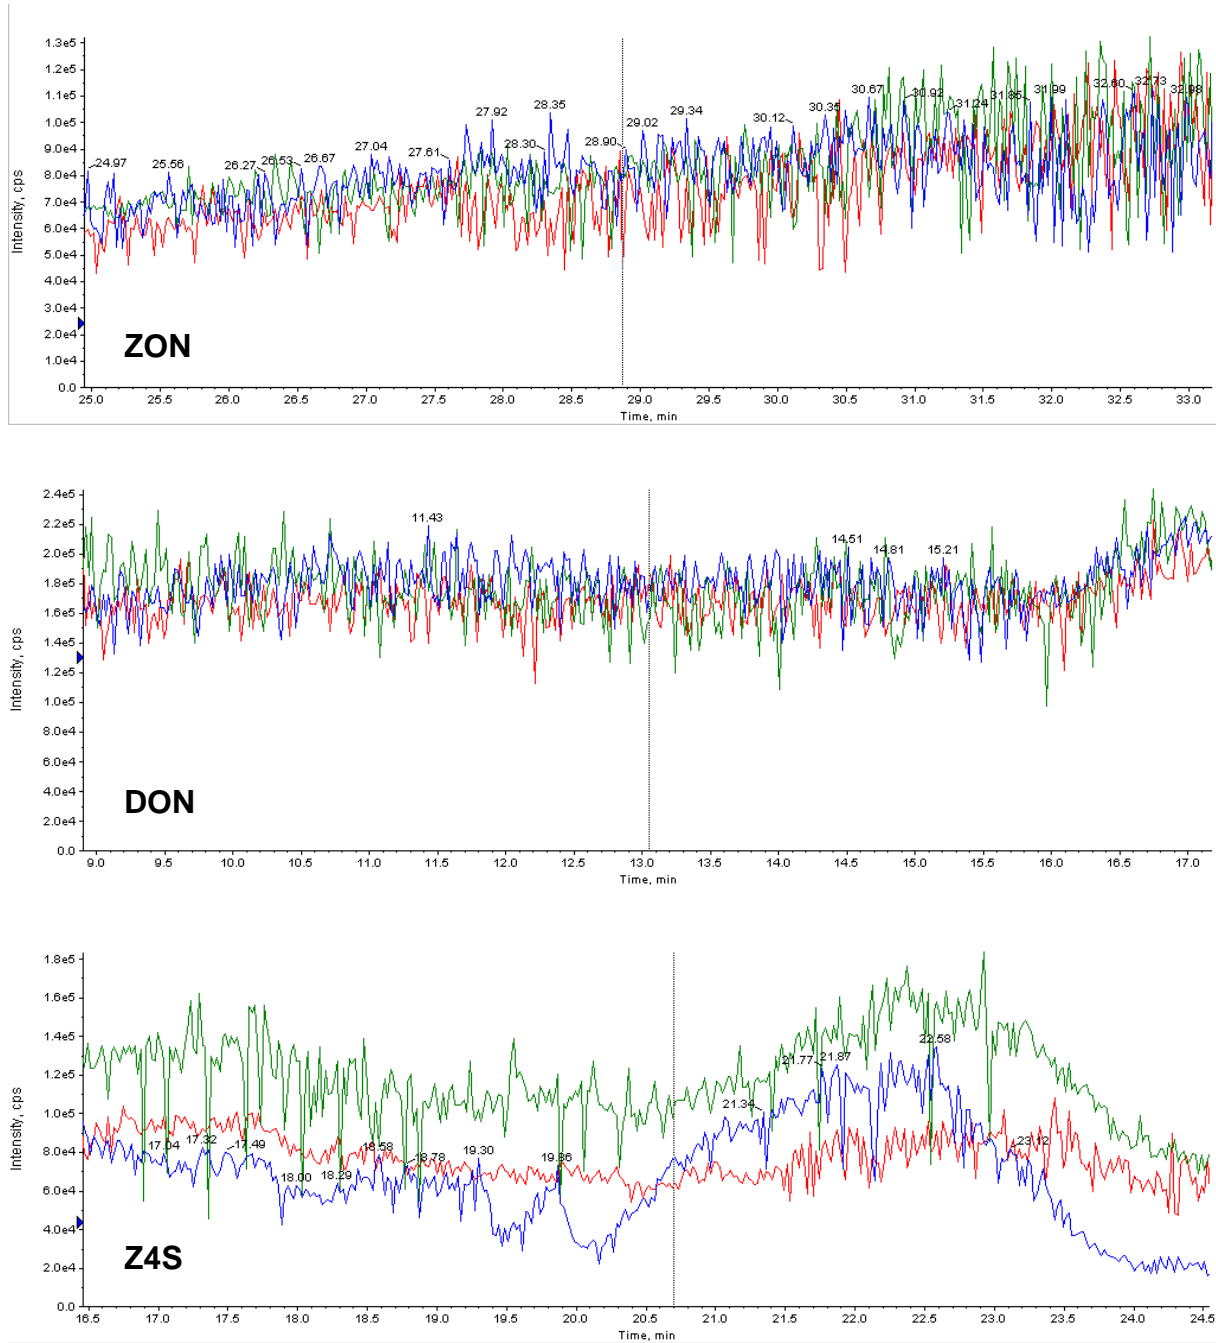 1.3e5
1.2e5
1.1e5
1.0e5
9.0e4
8.0e4
7.0e4
6.0e4
5.0e4
4.0e4
3.0e4
2.0e4
1.0e4
0.0
Intensity, cps
24.97 25.56 26.27 26.53 26.67 27.04 27.61 27.92 28.30 28.35 28.90 29.02 29.34 30.12 30.35 30.67 30.92 31.24 31.85 31.99 32.60 32.73 32.98
ZON
25.0 25.5 26.0 26.5 27.0 27.5 28.0 28.5 29.0 29.5 30.0 30.5 31.0 31.5 32.0 32.5 33.0
Time, min
2.4e5
2.2e5
2.0e5
1.8e5
1.6e5
1.4e5
1.2e5
1.0e5
8.0e4
6.0e4
4.0e4
2.0e4
0.0
Intensity, cps
11.43 14.51 14.81 15.21
DON
9.0 9.5 10.0 10.5 11.0 11.5 12.0 12.5 13.0 13.5 14.0 14.5 15.0 15.5 16.0 16.5 17.0
Time, min
1.8e5
1.6e5
1.4e5
1.2e5
1.0e5
8.0e4
6.0e4
4.0e4
2.0e4
0.0
Intensity, cps
17.04 17.32 17.49 18.00 18.29 18.58 18.78 19.30 19.86 21.34 21.77 21.87 22.58 23.12
Z4S
16.5 17.0 17.5 18.0 18.5 19.0 19.5 20.0 20.5 21.0 21.5 22.0 22.5 23.0 23.5 24.0 24.5
Time, min